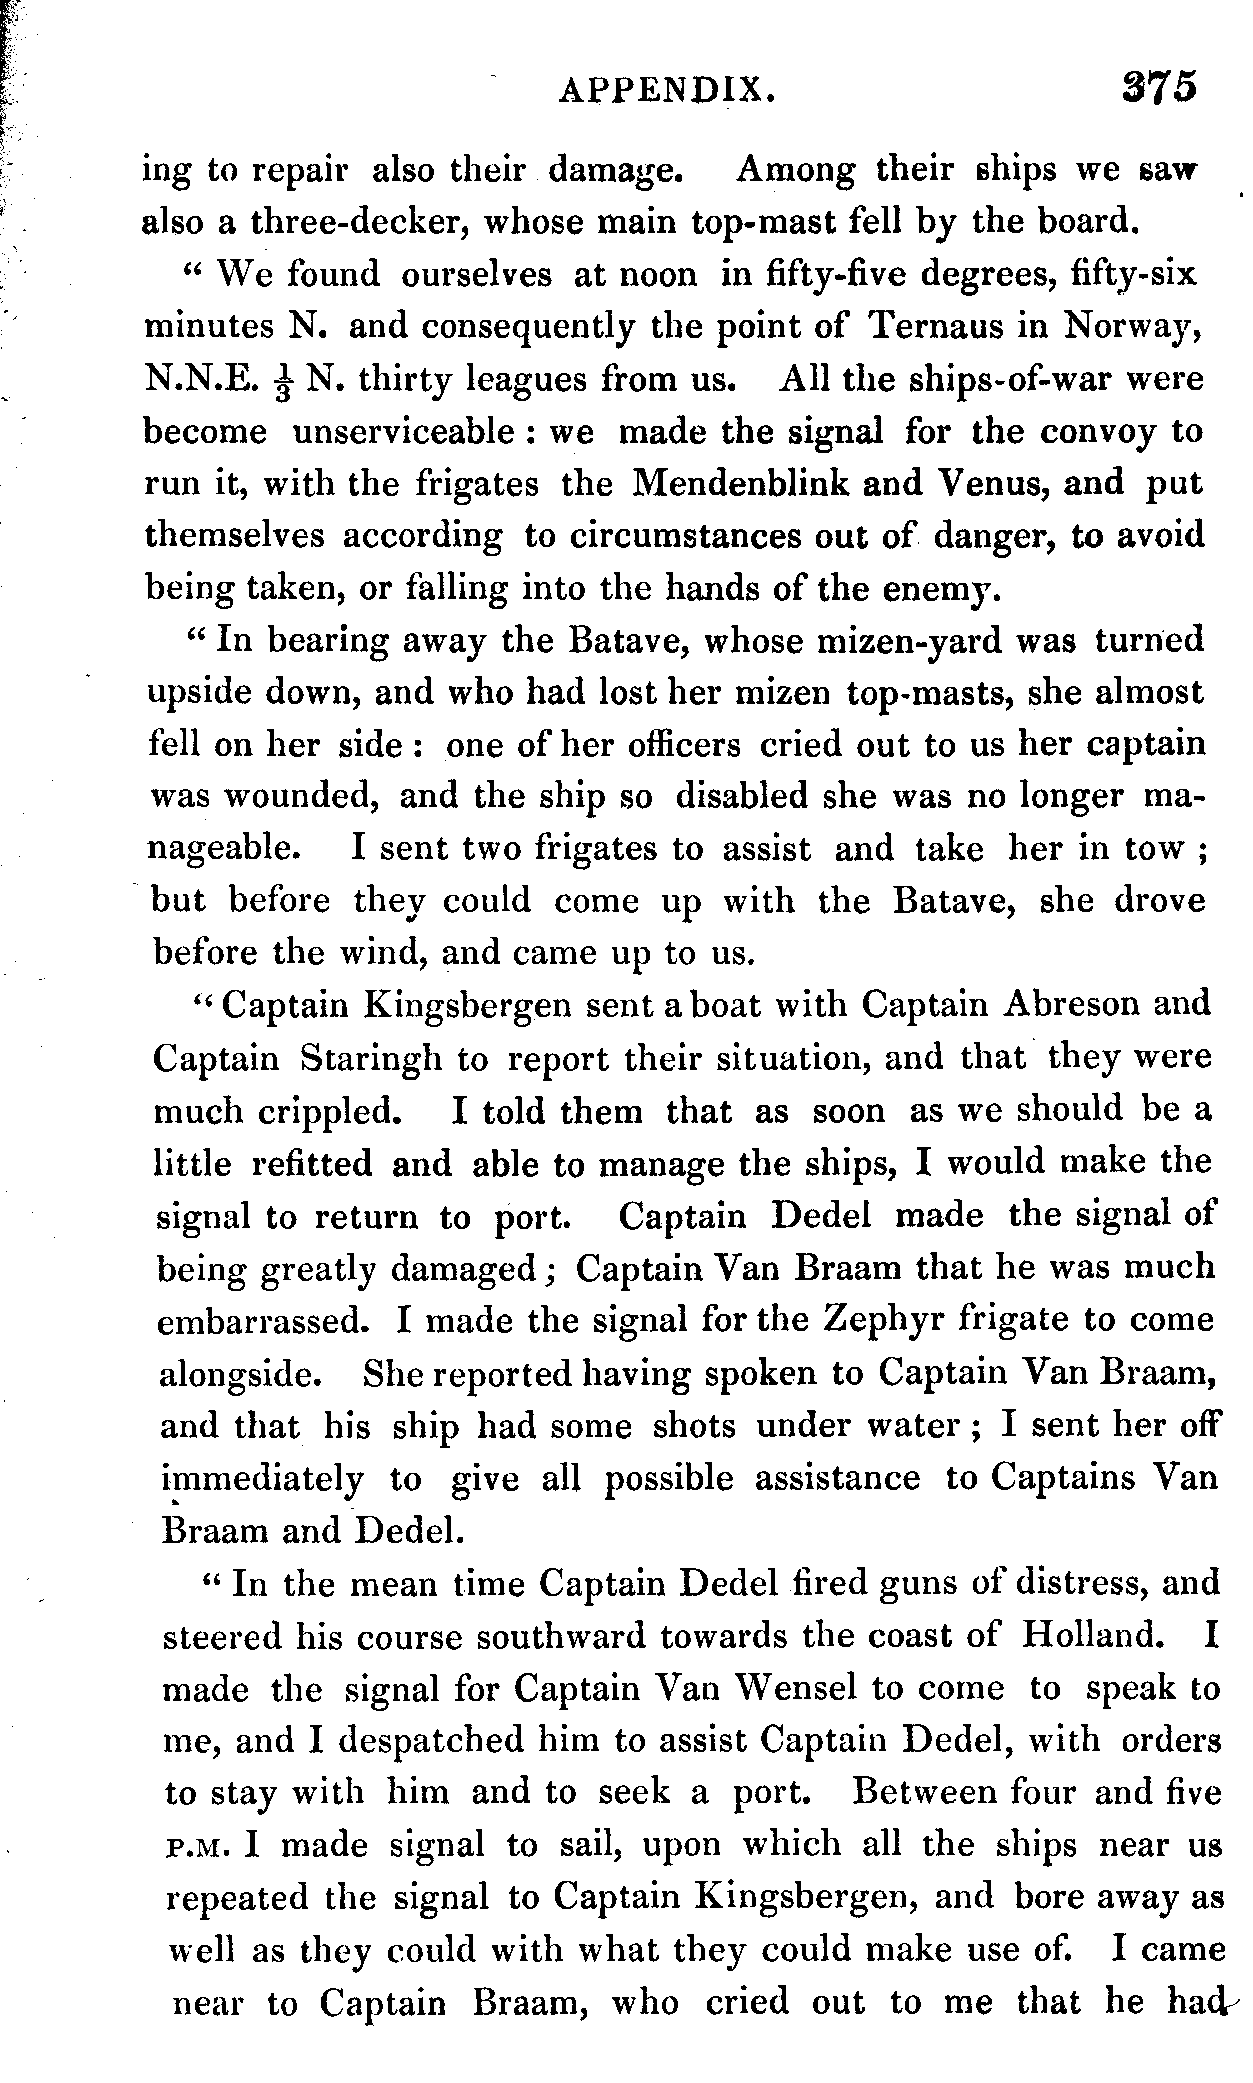 APPENDIX. 375
ing to repair also their damage. Among their ships we saw
also a three-decker, whose main top-mast fell by the board.
“ We found ourselves at noon in fifty-five degrees, fifty-six
minutes N. and consequently the point of Ternaus in Norway,
N.N.E. ⅓ N. thirty leagues from us. All the ships-of-war were
become unserviceable : we made the signal for the convoy to
run it, with the frigates the Mendenblink and Venus, and put
themselves according to circumstances out of danger, to avoid
being taken, or falling into the hands of the enemy.
“ In bearing away the Batave, whose mizen-yard was turned
upside down, and who had lost her mizen top-masts, she almost
fell on her side : one of her officers cried out to us her captain
was wounded, and the ship so disabled she was no longer ma-
nageable. I sent two frigates to assist and take her in tow ;
but before they could come up with the Batave, she drove
before the wind, and came up to us.
“ Captain Kingsbergen sent a boat with Captain Abreson and
Captain Staringh to report their situation, and that they were
much crippled. I told them that as soon as we should be a
little refitted and able to manage the ships, I would make the
signal to return to port. Captain Dedel made the signal of
being greatly damaged ; Captain Van Braam that he was much
embarrassed. I made the signal for the Zephyr frigate to come
alongside. She reported having spoken to Captain Van Braam,
and that his ship had some shots under water ; I sent her off
immediately to give all possible assistance to Captains Van
Braam and Dedel.
“ In the mean time Captain Dedel fired guns of distress, and
steered his course southward towards the coast of Holland. I
made the signal for Captain Van Wensel to come to speak to
me, and I despatched him to assist Captain Dedel, with orders
to stay with him and to seek a port. Between four and five
P.M. I made signal to sail, upon which all the ships near us
repeated the signal to Captain Kingsbergen, and bore away as
well as they could with what they could make use of. I came
near to Captain Braam, who cried out to me that he had